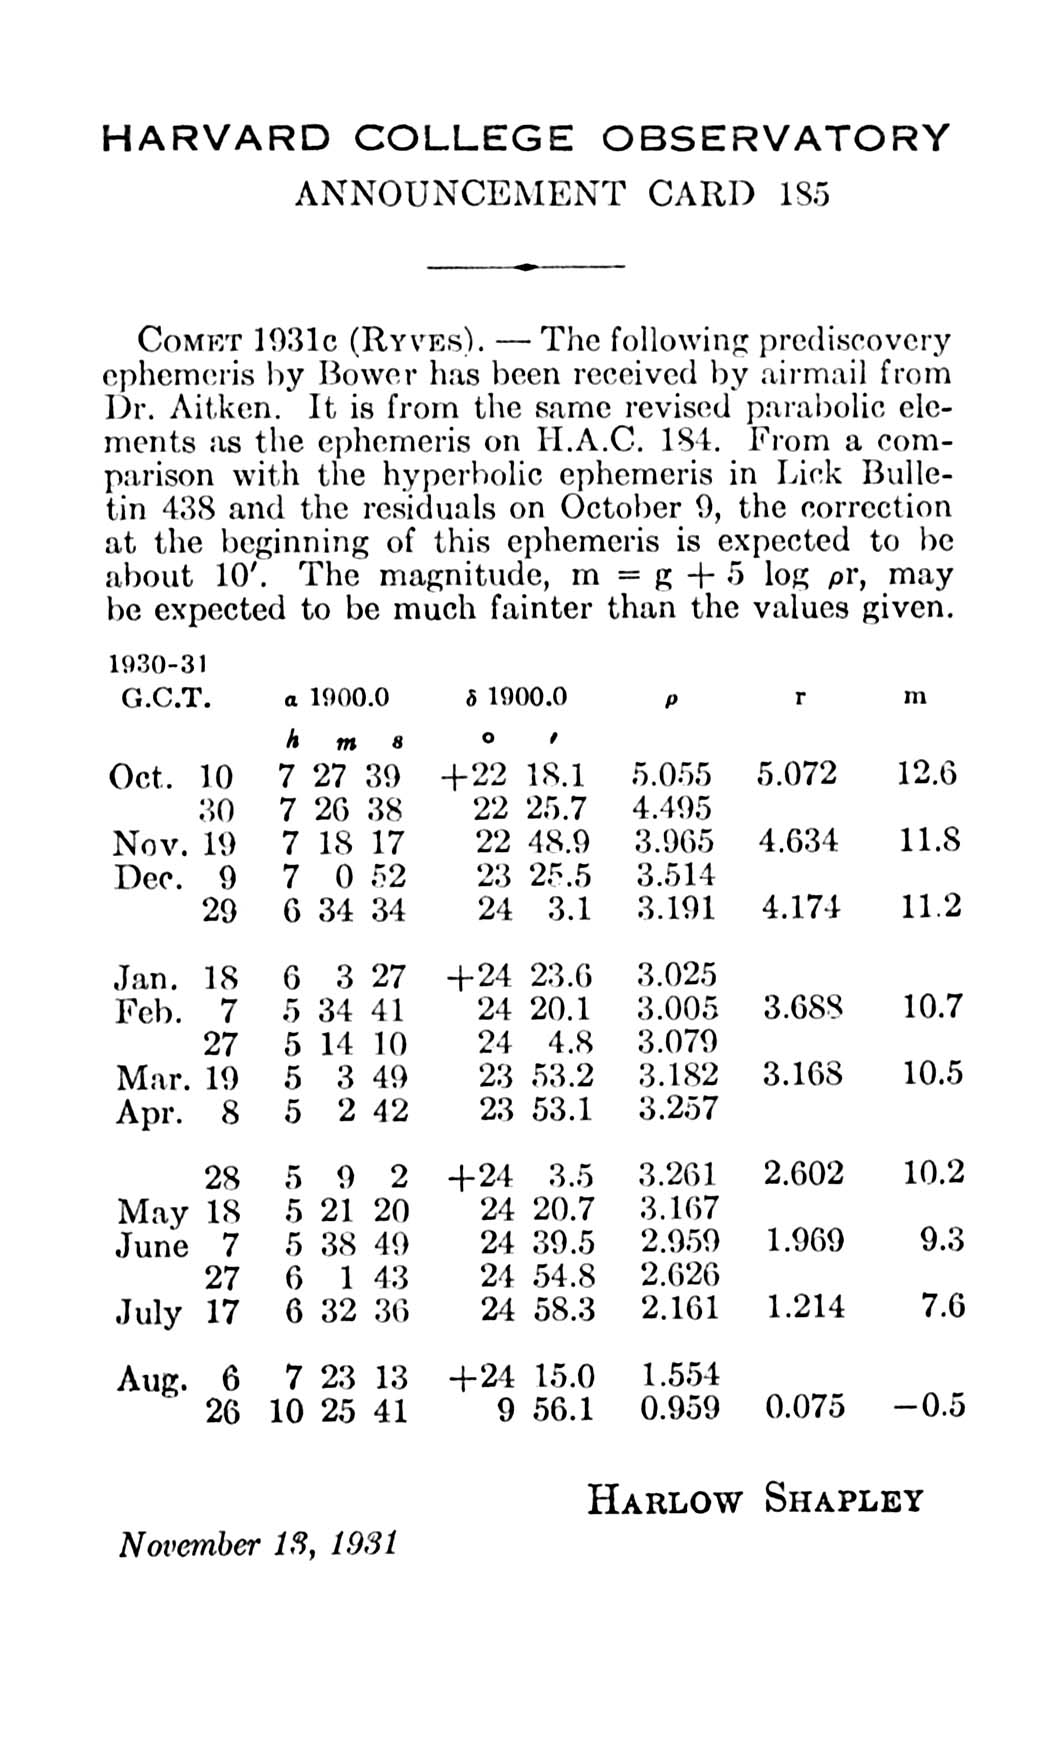 HARVARD COLLEGE OBSERVATORY
ANNOUNCEMENT CARD 185
COMET 1931c (RYVES). — The following prediscovery
ephemeris by Bower has been received by airmail from
Dr. Aitken. It is from the same revised parabolic ele-
ments as the ephemeris on H.A.C. 184. From a com-
parison with the hyperbolic ephemeris in Lick Bulle-
tin 438 and the residuals on October 9, the correction
at the beginning of this ephemeris is expected to be
about 10′. The magnitude, m = g + 5 log ρr, may
be expected to be much fainter than the values given.
1930-31
G.C.T. α 1900.0 δ 1900.0 ρ r m
h m s ° ′
Oct. 10 7 27 39 +22 18.1 5.055 5.072 12.6
30 7 26 38 22 25.7 4.495
Nov. 19 7 18 17 22 48.9 3.965 4.634 11.8
Dec. 9 7 0 52 23 25.5 3.514
29 6 34 34 24 3.1 3.191 4.174 11.2
Jan. 18 6 3 27 +24 23.6 3.025
Feb. 7 5 34 41 24 20.1 3.005 3.688 10.7
27 5 14 10 24 4.8 3.079
Mar. 19 5 3 49 23 53.2 3.182 3.168 10.5
Apr. 8 5 2 42 23 53.1 3.257
28 5 9 2 +24 3.5 3.261 2.602 10.2
May 18 5 21 20 24 20.7 3.167
June 7 5 38 49 24 39.5 2.959 1.969 9.3
27 6 1 43 24 54.8 2.626
July 17 6 32 36 24 58.3 2.161 1.214 7.6
Aug. 6 7 23 13 +24 15.0 1.554
26 10 25 41 9 56.1 0.959 0.075 −0.5
HARLOW SHAPLEY
November 13, 1931